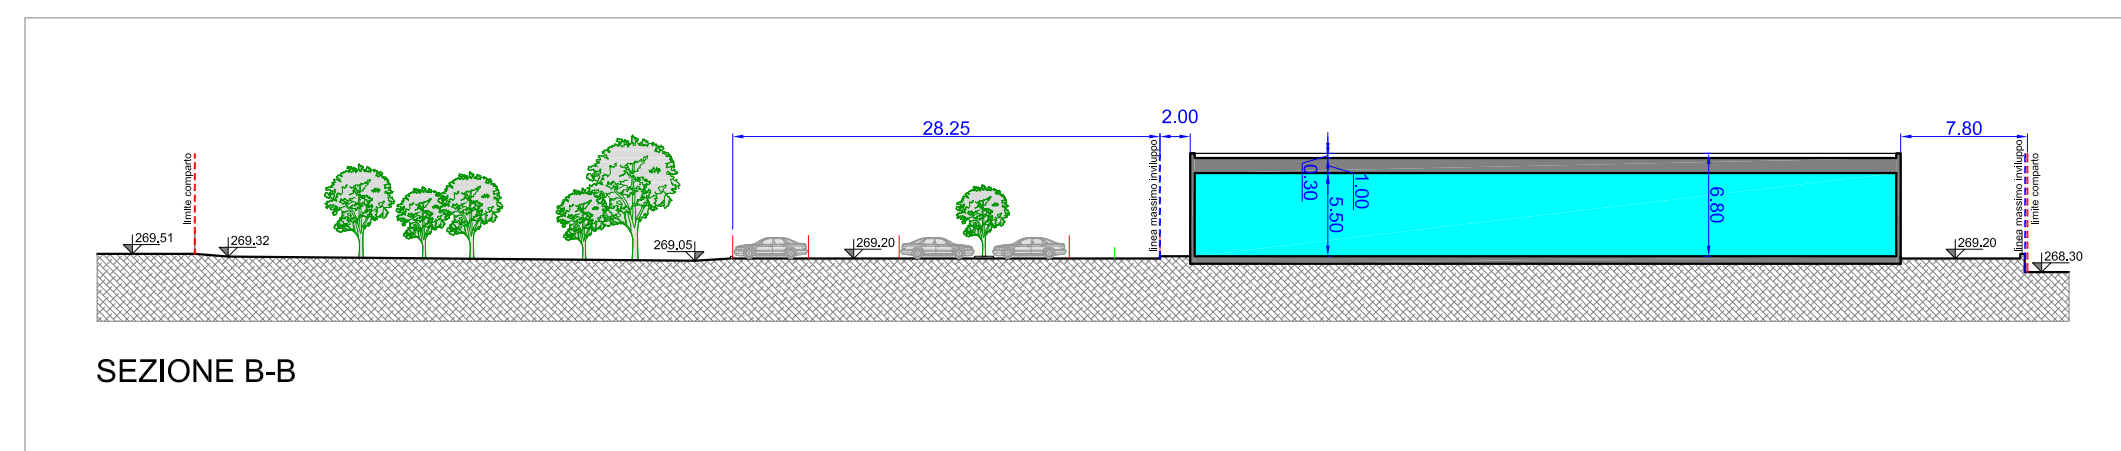 2.00
28.25
7.80
limite comparto
linea massimo inviluppo
0.30
1.00
5.50
6.80
linea massimo inviluppo
limite comparto
269.51
269.32
269.05
269.20
269.20
268.30
SEZIONE B-B